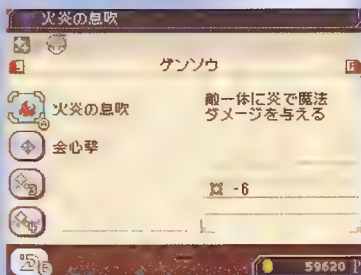 火炎の息吹
ゲンゾウ
火炎の息吹
敵一体に炎で魔法
ダメージを与える
会心撃
-6
59620